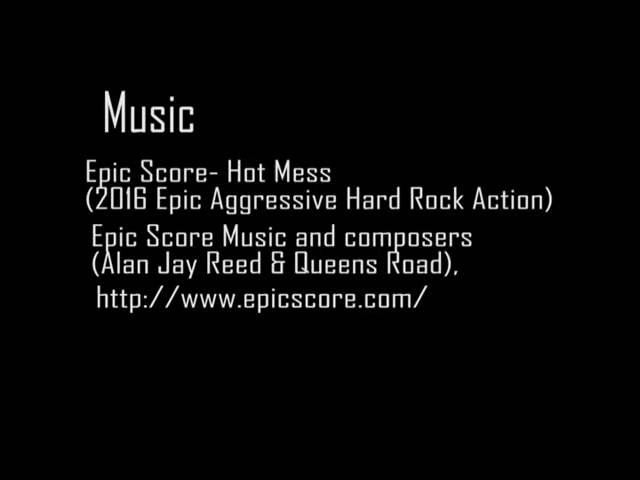 Music
Epic Score- Hot Mess
(2016 Epic Aggressive Hard Rock Action)
Epic Score Music and composers
(Alan Jay Reed & Queens Road),
http://www.epicscore.com/